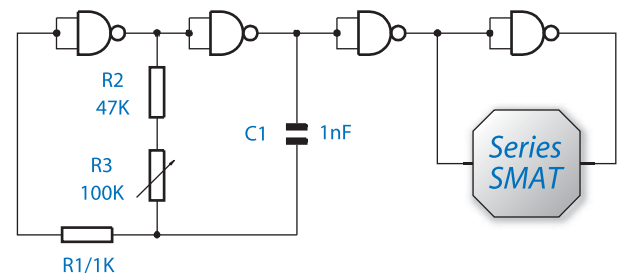 R2
47K
C1
1nF
R3
100K
Series
SMAT
R1/1K